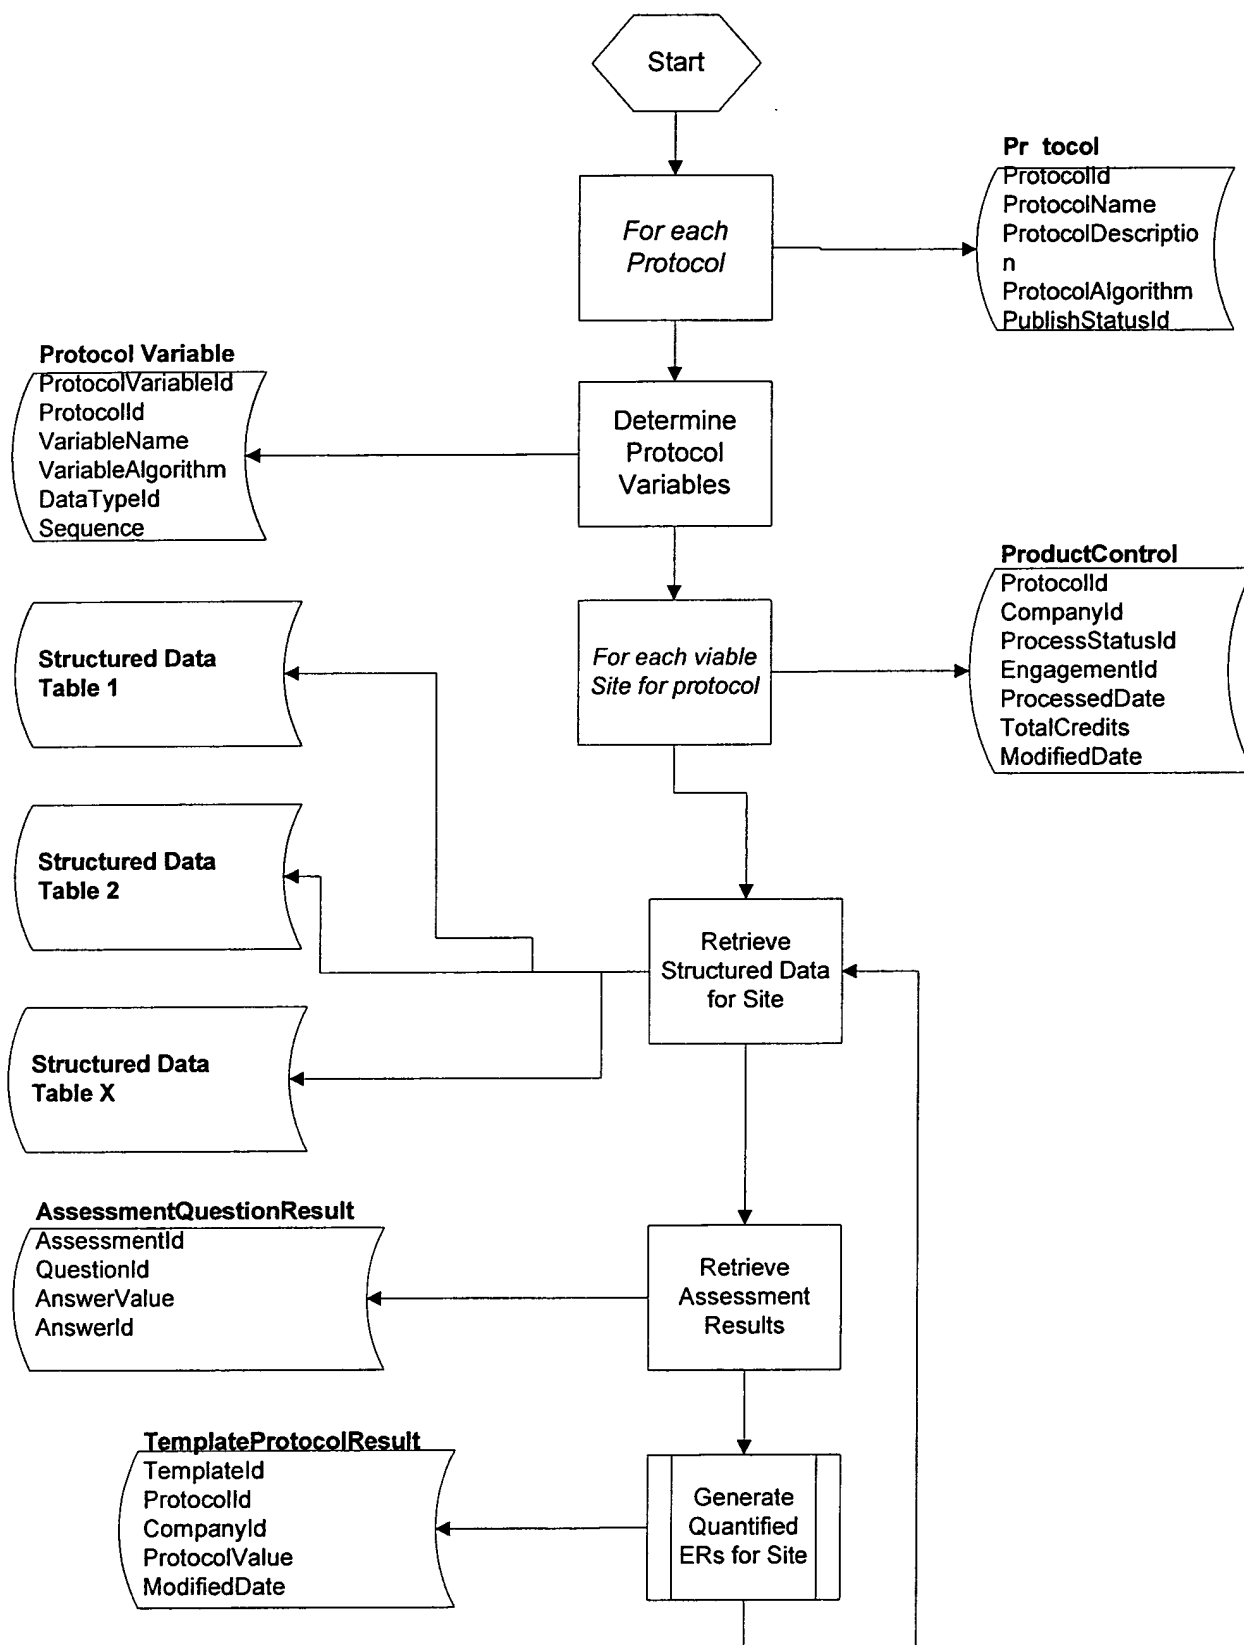 Start
For each
Protocol
Pr tocol
ProtocolId
ProtocolName
ProtocolDescriptio
n
ProtocolAlgorithm
PublishStatusId
Protocol Variable
ProtocolVariableId
ProtocolId
VariableName
VariableAlgorithm
DataTypeId
Sequence
Determine
Protocol
Variables
ProductControl
ProtocolId
CompanyId
ProcessStatusId
EngagementId
ProcessedDate
TotalCredits
ModifiedDate
For each viable
Site for protocol
Structured Data
Table 1
Structured Data
Table 2
Retrieve
Structured Data
for Site
Structured Data
Table X
AssessmentQuestionResult
AssessmentId
QuestionId
AnswerValue
AnswerId
Retrieve
Assessment
Results
TemplateProtocolResult
TemplateId
ProtocolId
CompanyId
ProtocolValue
ModifiedDate
Generate
Quantified
ERs for Site